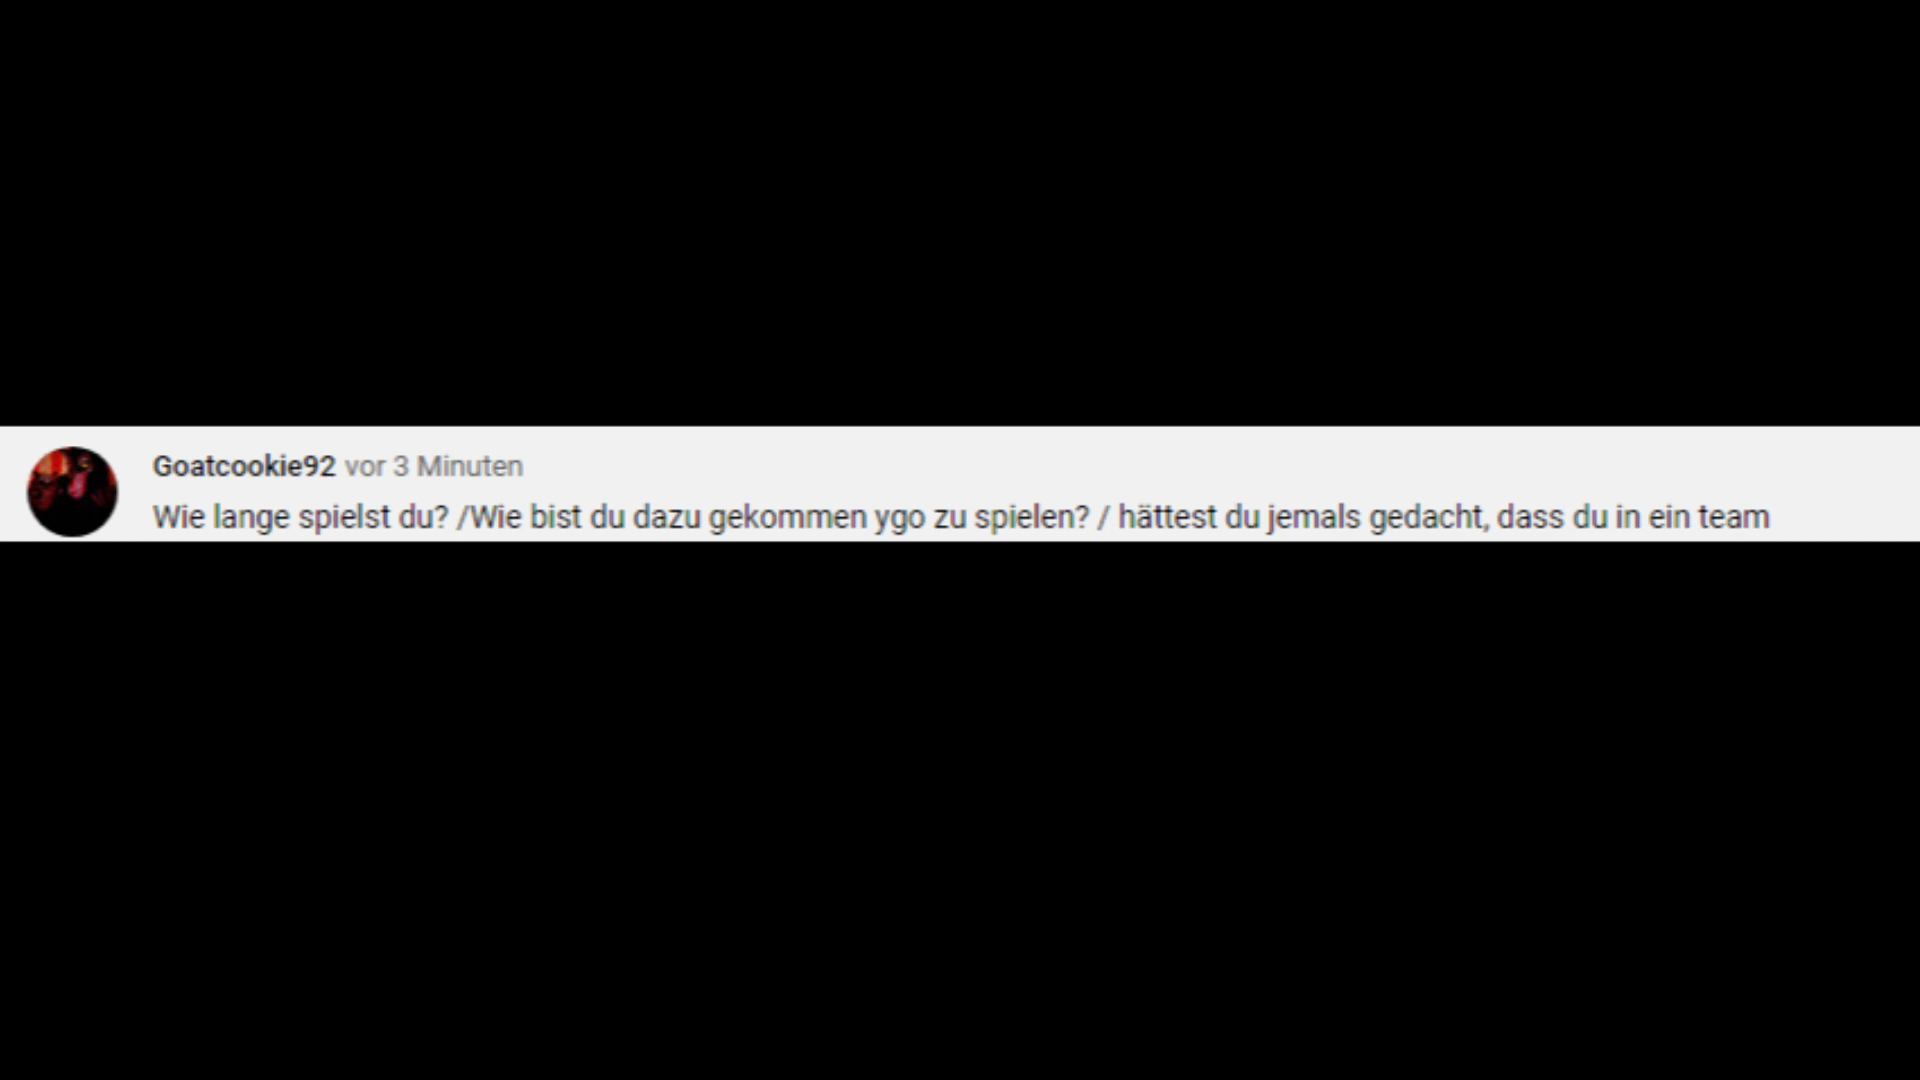 Goatcookie92 vor 3 Minuten
Wie lange spielst du? /Wie bist du dazu gekommen ygo zu spielen? / hättest du jemals gedacht, dass du in ein team